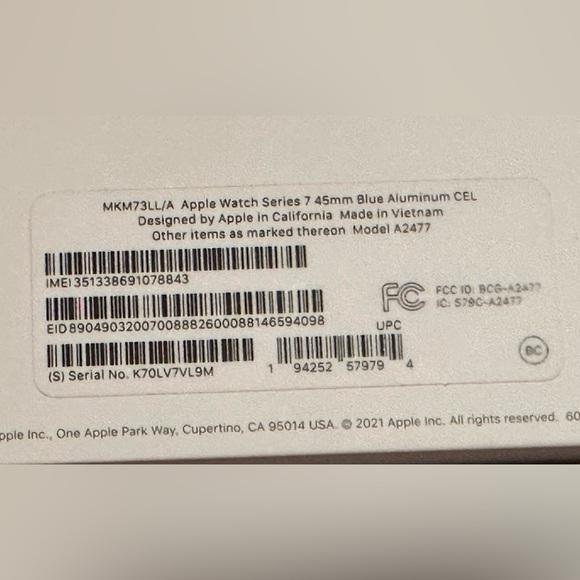 MKM73LL/A Apple Watch Series 7 45mm Blue Aluminum CEL
Designed by Apple in California Made in Vietnam
Other items as marked thereon Model A2477
IMEI 351338691078843
EID 89049032007008882600088146594098
(S) Serial No. K70LV7VL9M
FC
FCC ID: BCG-A2477
IC: 579C-A2477
UPC
1 94252 57979 4
BC
pple Inc., One Apple Park Way, Cupertino, CA 95014 USA. © 2021 Apple Inc. All rights reserved. 60